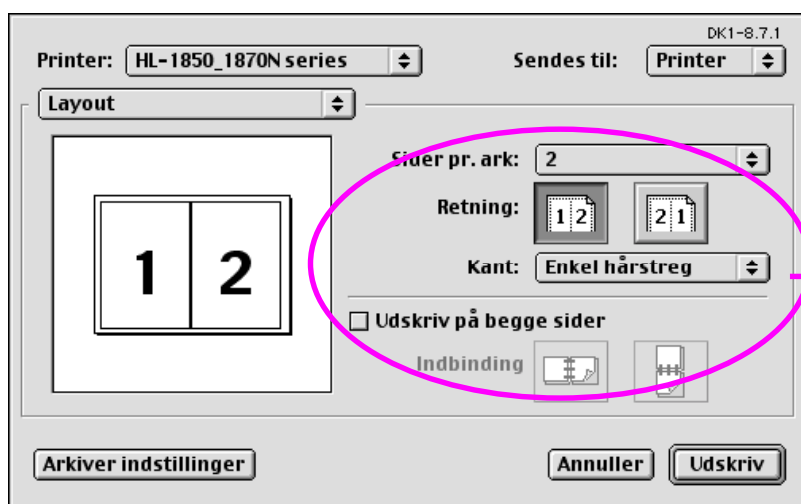 DK1-8.7.1
Printer: HL-1850_1870N series Sendes til: Printer
Layout
Sider pr. ark: 2
Retning: 1 2 2 1
1 2
Kant: Enkel hårstreg
Udskriv på begge sider
Indbinding
Arkiver indstillinger Annuller Udskriv